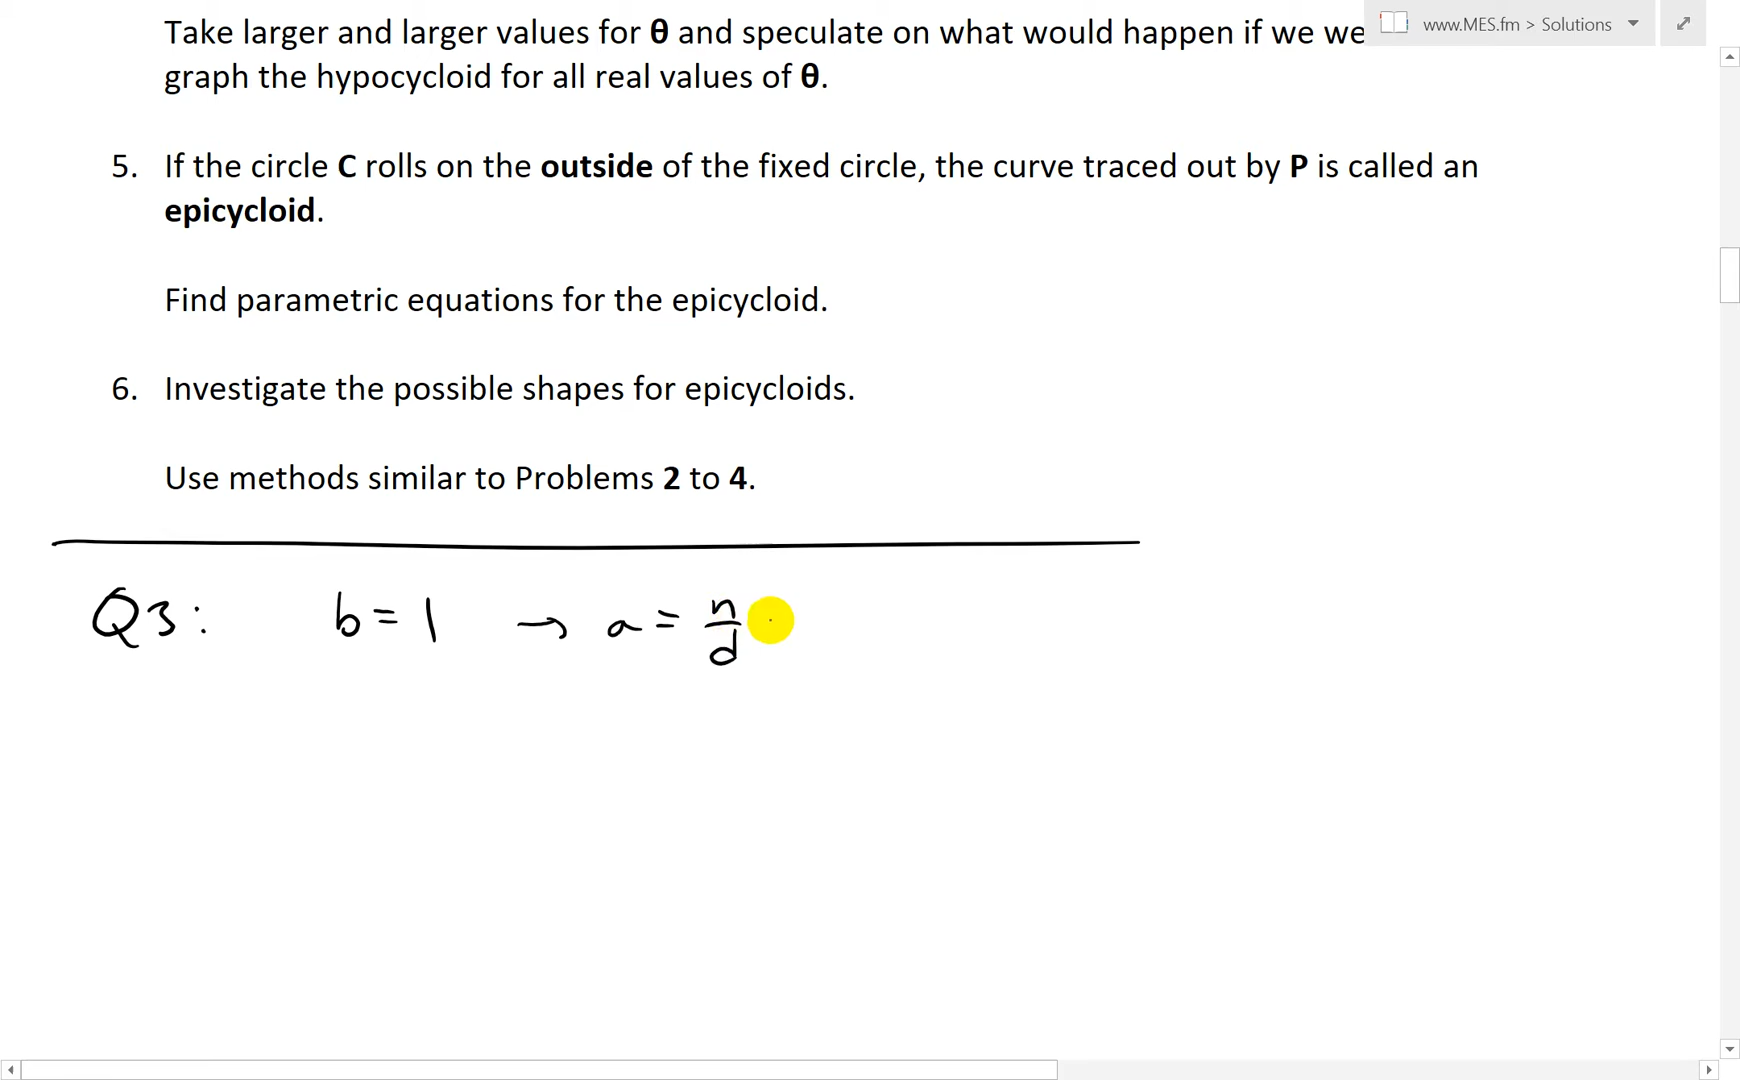 Take larger and larger values for θ and speculate on what would happen if we we
www.MES.fm > Solutions
graph the hypocycloid for all real values of θ.
5. If the circle C rolls on the outside of the fixed circle, the curve traced out by P is called an
epicycloid.
Find parametric equations for the epicycloid.
6. Investigate the possible shapes for epicycloids.
Use methods similar to Problems 2 to 4.
Q3: b = 1 → a = n/d